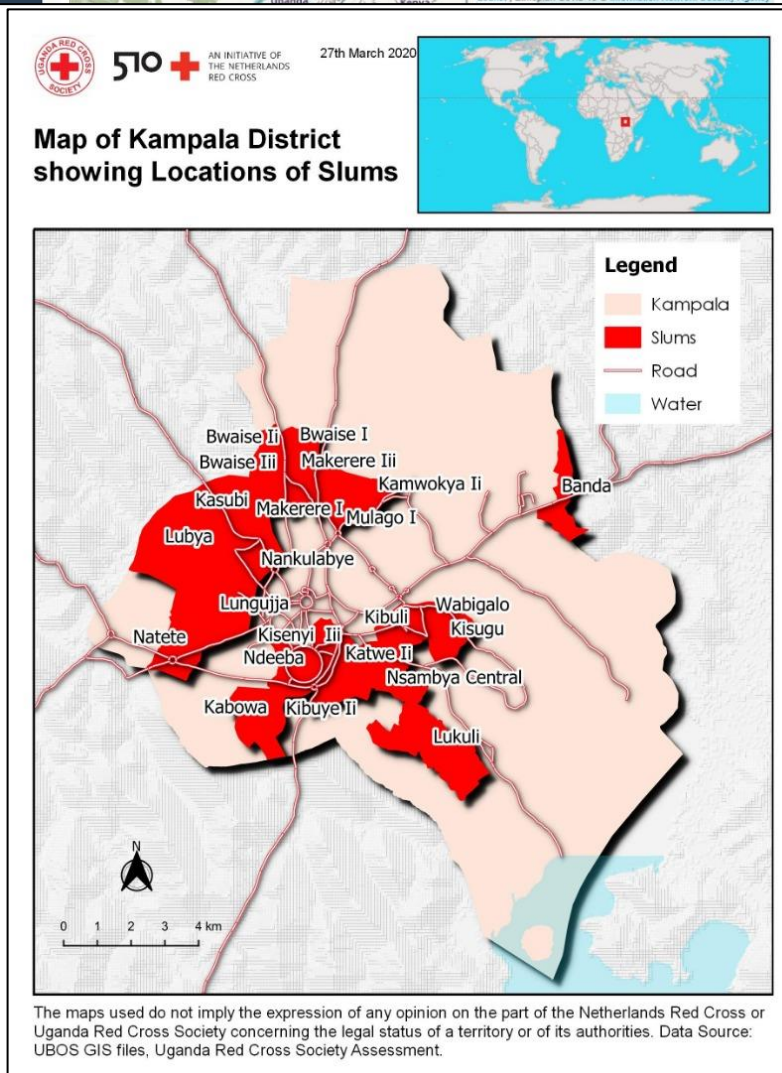 UGANDA RED CROSS
SOCIETY
510
AN INITIATIVE OF
THE NETHERLANDS
RED CROSS
27th March 2020
Map of Kampala District
showing Locations of Slums
Legend
Kampala
Slums
Road
Water
Bwaise Ii
Bwaise I
Bwaise Iii
Makerere Iii
Kamwokya Ii
Banda
Kasubi
Makerere I
Mulago I
Lubya
Nankulabye
Lungujja
Kibuli
Wabigalo
Natete
Kisenyi Iii
Kisugu
Ndeeba
Katwe Ii
Nsambya Central
Kabowa
Kibuye Ii
Lukuli
N
0 1 2 3 4 km
The maps used do not imply the expression of any opinion on the part of the Netherlands Red Cross or
Uganda Red Cross Society concerning the legal status of a territory or of its authorities. Data Source:
UBOS GIS files, Uganda Red Cross Society Assessment.